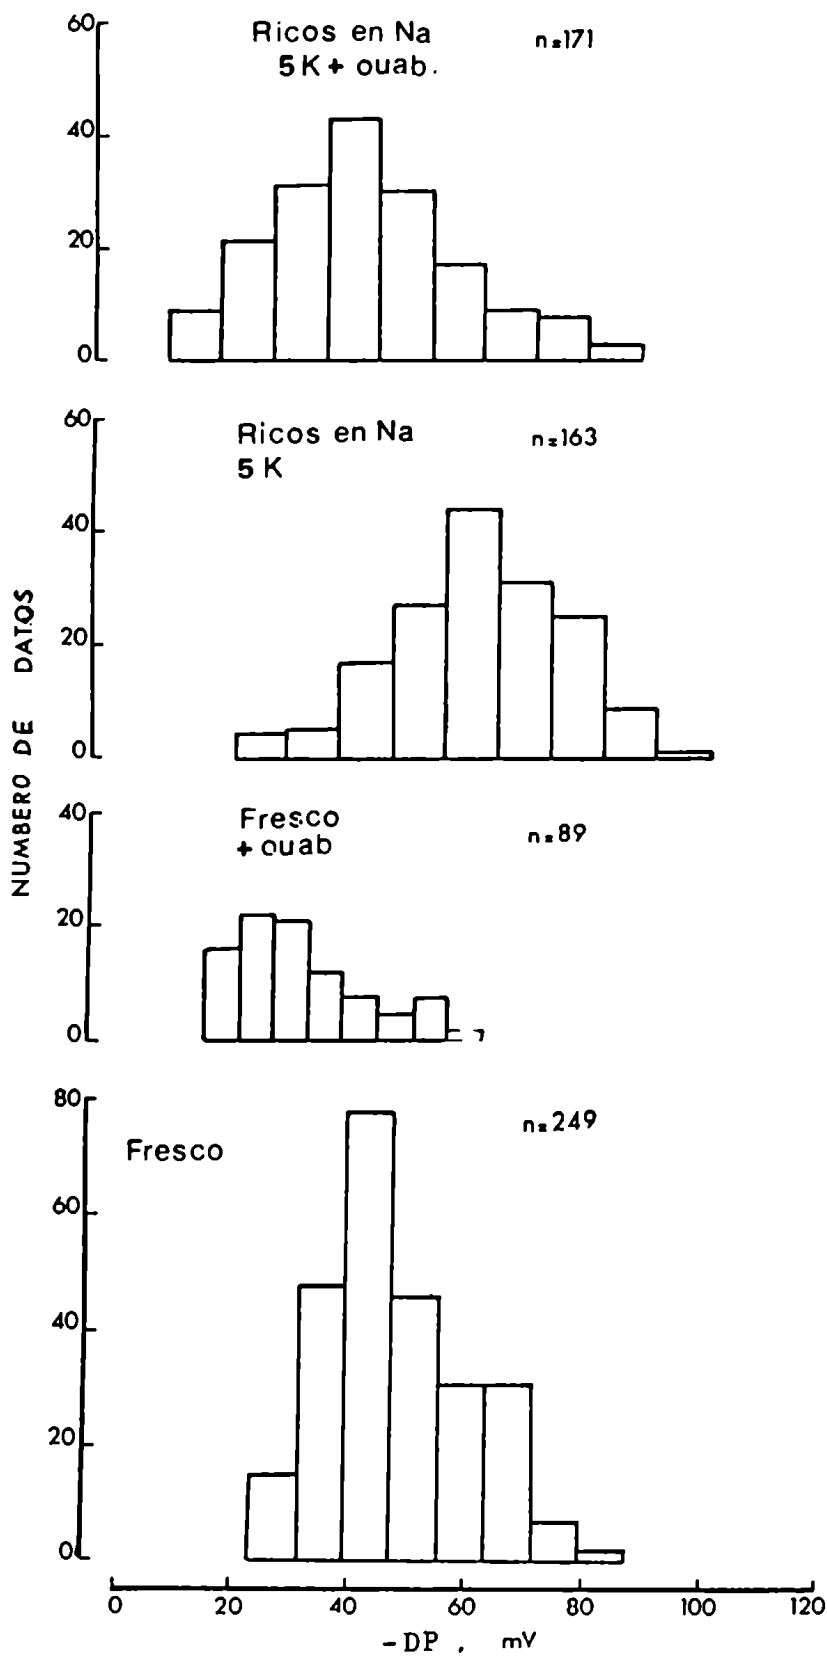 Ricos en Na
5 K + ouab.
n=171
60
40
20
0
Ricos en Na
5 K
n=163
60
40
20
0
NUMBERO DE DATOS
Fresco
+ ouab
n=89
40
20
0
Fresco
n=249
80
60
40
20
0
0 20 40 60 80 100 120
-DP , mV